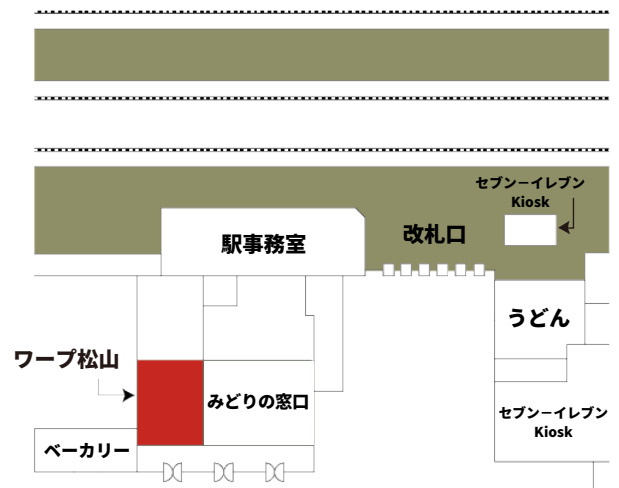 セブンーイレブン
Kiosk
改札口
駅事務室
うどん
ワープ松山
みどりの窓口
セブンーイレブン
Kiosk
ベーカリー